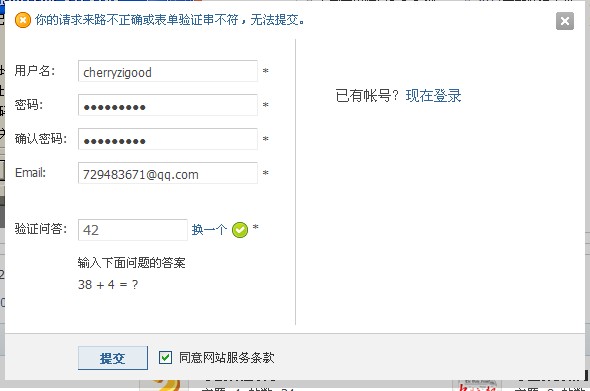 你的请求来路不正确或表单验证串不符，无法提交。
用户名: cherryzigood *
密码: ●●●●●●●●● *
已有帐号？现在登录
确认密码: ●●●●●●●●● *
Email: 729483671@qq.com *
验证问答: 42 换一个 *
输入下面问题的答案
38 + 4 = ?
提交 同意网站服务条款